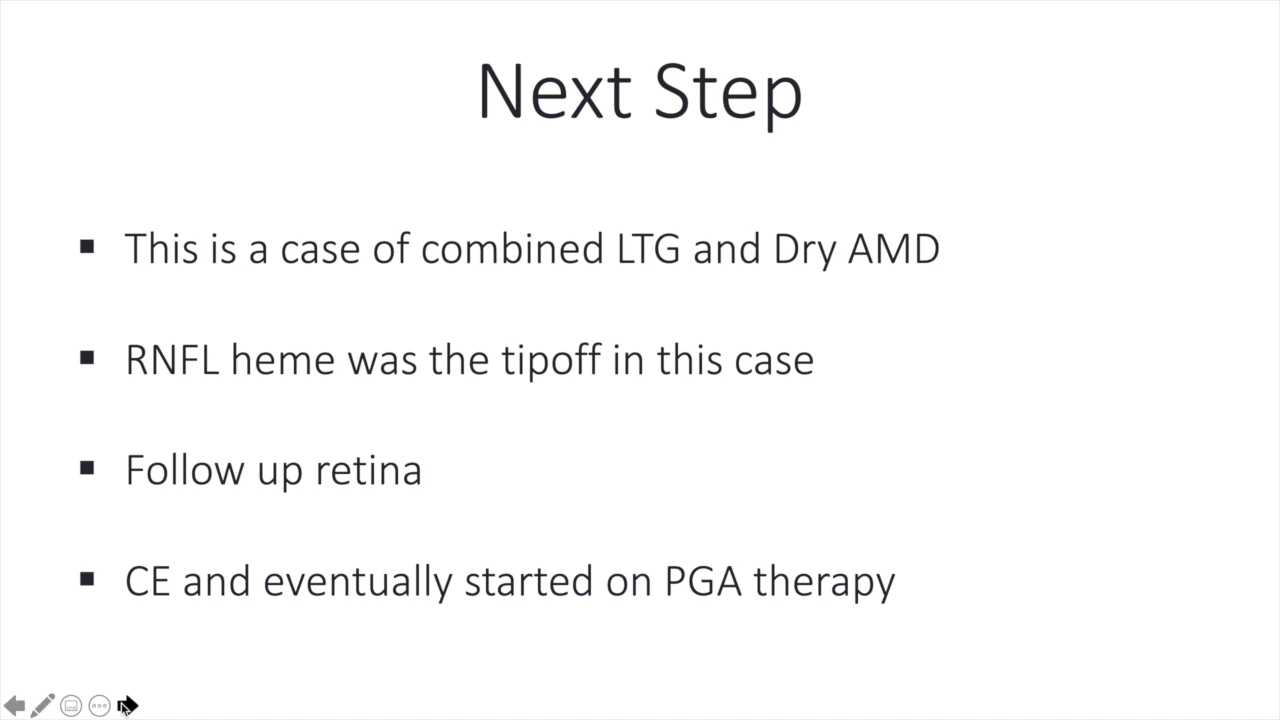 Next Step
▪ This is a case of combined LTG and Dry AMD
▪ RNFL heme was the tipoff in this case
▪ Follow up retina
▪ CE and eventually started on PGA therapy